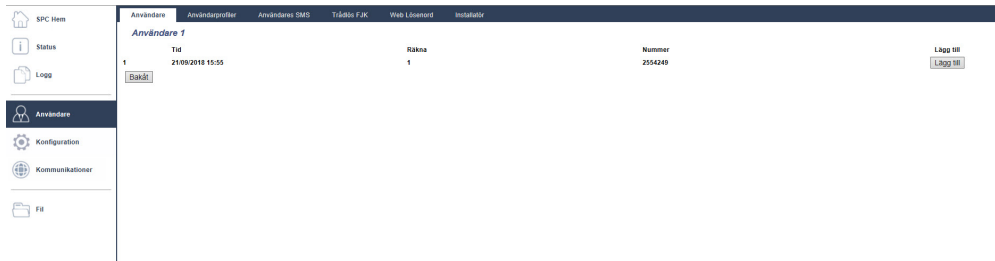 SPC Hem
Status
Logg
Användare
Konfiguration
Kommunikationer
Fil
Användare Användarprofiler Användares SMS Trådlös FJK Web Lösenord Installatör
Användare 1
Tid Räkna Nummer Lägg till
1 21/09/2018 15:55 1 2554249 Lägg till
Bakåt